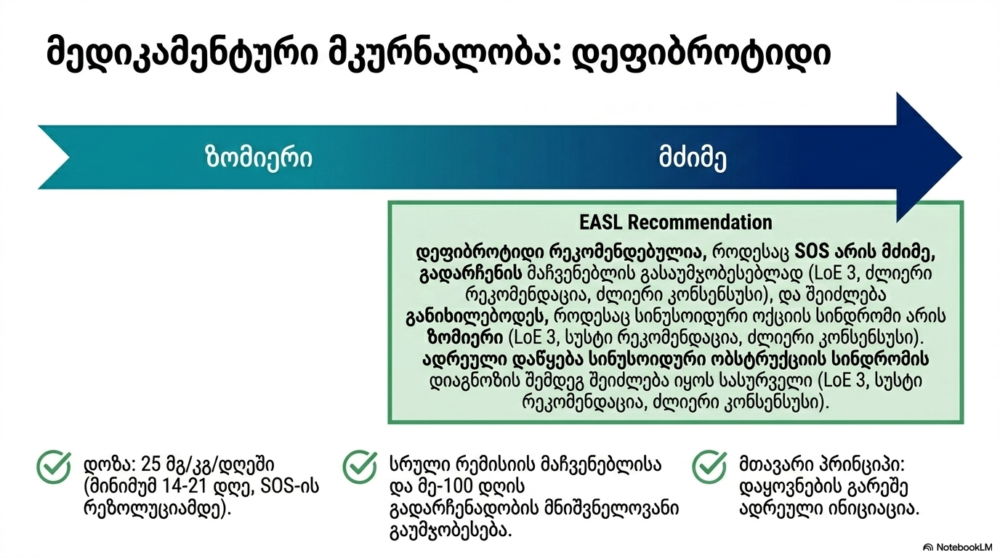 მედიკამენტური მკურნალობა: დეფიბროტიდი
ზომიერი
მძიმე
EASL Recommendation
დეფიბროტიდი რეკომენდებულია, როდესაც SOS არის მძიმე,
გადარჩენის მაჩვენებლის გასაუმჯობესებლად (LoE 3, ძლიერი
რეკომენდაცია, ძლიერი კონსენსუსი), და შეიძლება
განიხილებოდეს, როდესაც სინუსოიდური ოქციის სინდრომი არის
ზომიერი (LoE 3, სუსტი რეკომენდაცია, ძლიერი კონსენსუსი).
ადრეული დაწყება სინუსოიდური ობსტრუქციის სინდრომის
დიაგნოზის შემდეგ შეიძლება იყოს სასურველი (LoE 3, სუსტი
რეკომენდაცია, ძლიერი კონსენსუსი).
დოზა: 25 მგ/კგ/დღეში
(მინიმუმ 14-21 დღე, SOS-ის
რეზოლუციამდე).
სრული რემისიის მაჩვენებლისა
და მე-100 დღის
გადარჩენადობის მნიშვნელოვანი
გაუმჯობესება.
მთავარი პრინციპი:
დაყოვნების გარეშე
ადრეული ინიციაცია.
NotebookLM